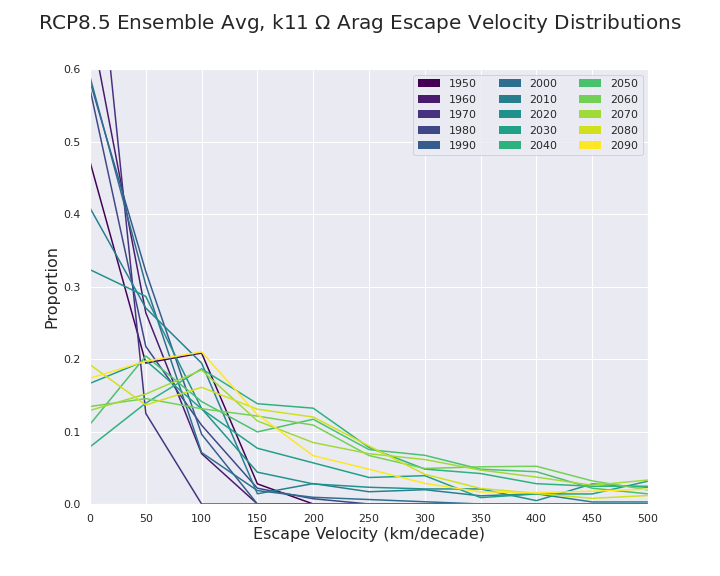 RCP8.5 Ensemble Avg, k11 Ω Arag Escape Velocity Distributions
0.6
0.5
0.4
0.3
0.2
0.1
0.0
Proportion
1950 2000 2050
1960 2010 2060
1970 2020 2070
1980 2030 2080
1990 2040 2090
0 50 100 150 200 250 300 350 400 450 500
Escape Velocity (km/decade)